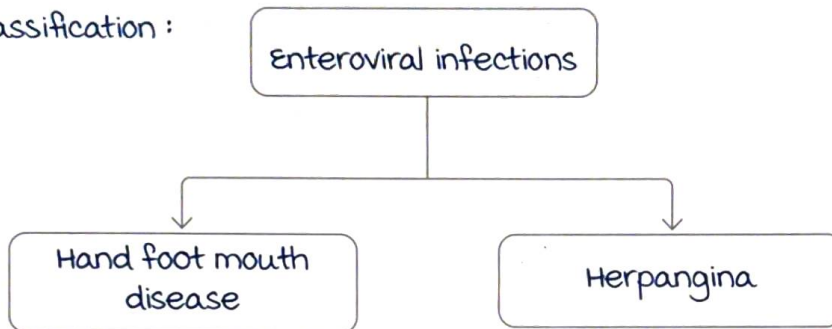 assification :
Enteroviral infections
Hand foot mouth
disease
Herpangina